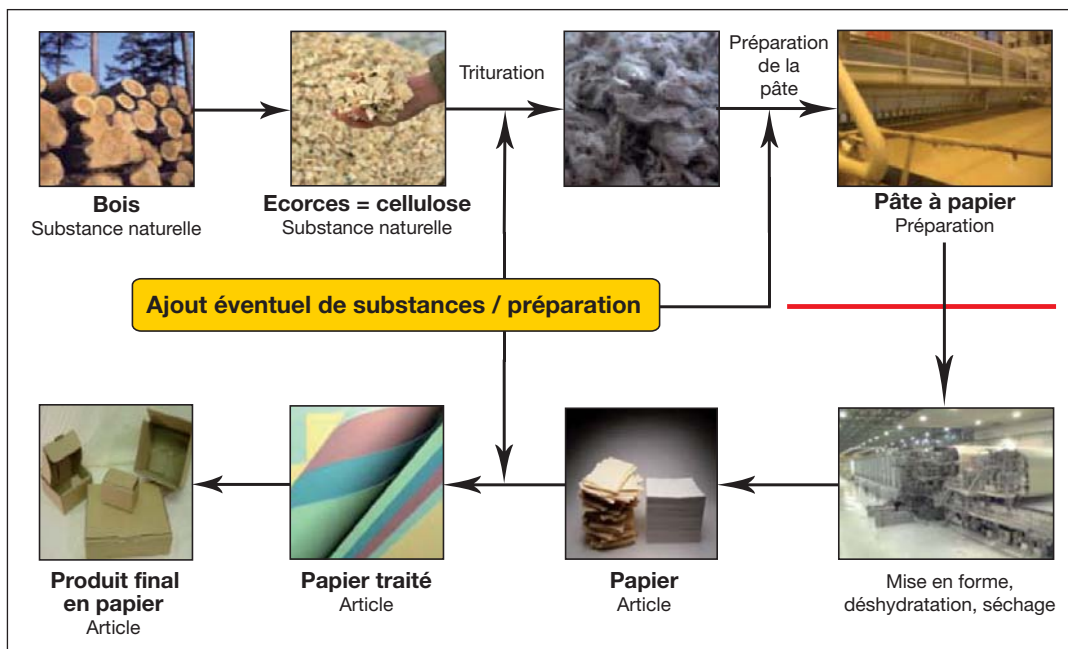 Trituration
Préparation
de la
pâte
Bois
Substance naturelle
Ecorces = cellulose
Substance naturelle
Pâte à papier
Préparation
Ajout éventuel de substances / préparation
Produit final
en papier
Article
Papier traité
Article
Papier
Article
Mise en forme,
déshydratation, séchage